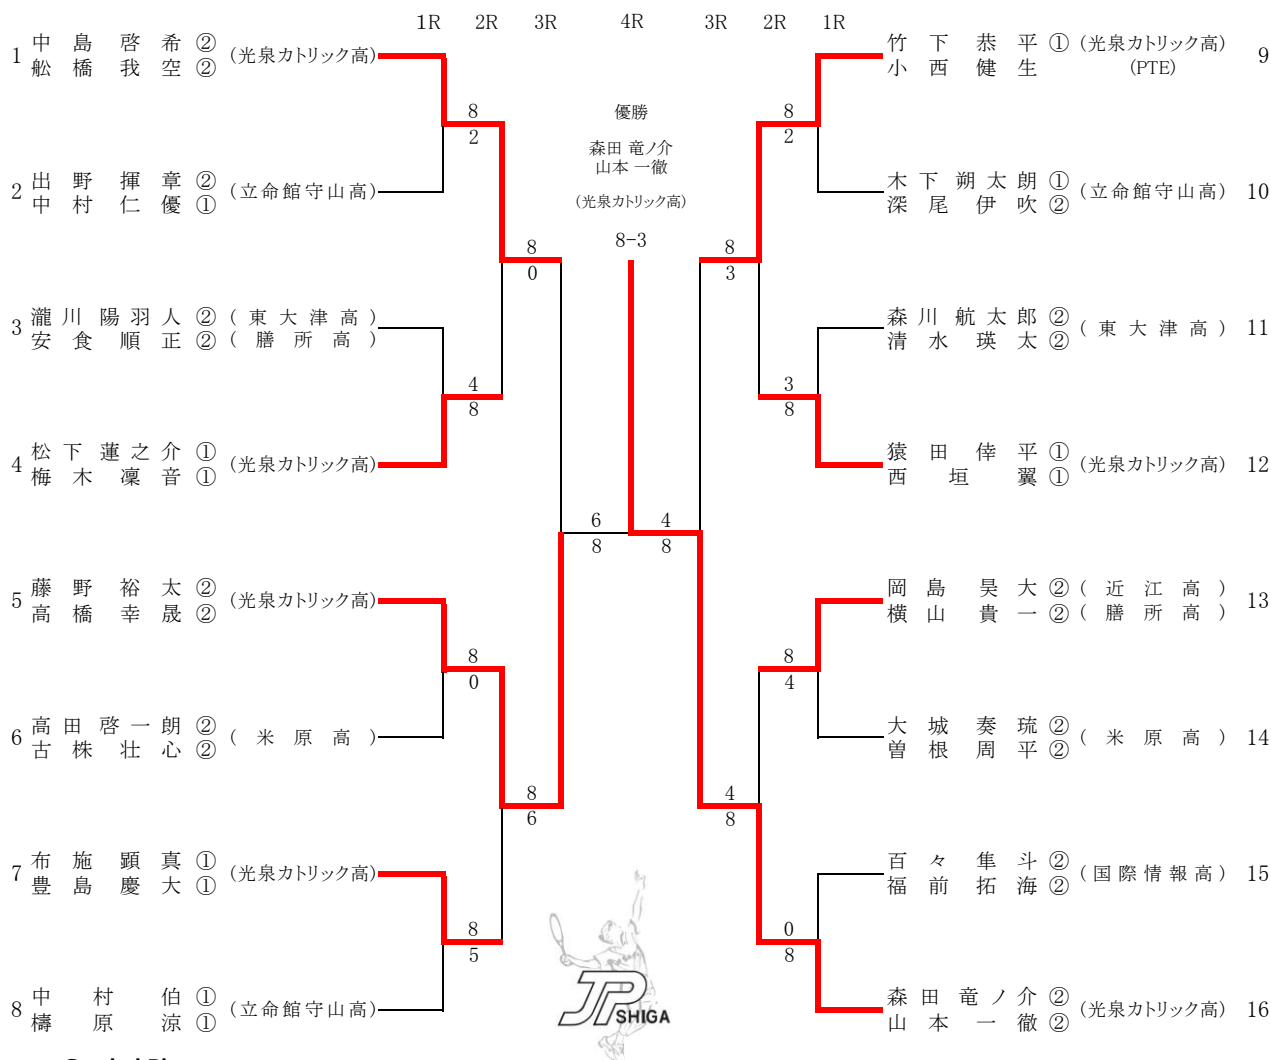 1R 2R 3R 4R 3R 2R 1R
1 中島啓希② (光泉カトリック高)
舩橋我空②
8
2
2 出野揮章② (立命館守山高)
中村仁優①
8
0
3 瀧川陽羽人② (東大津高)
安食順正② (膳所高)
4
8
4 松下蓮之介① (光泉カトリック高)
梅木凜音①
6
8
5 藤野裕太② (光泉カトリック高)
高橋幸晟②
8
0
6 高田啓一朗② (米原高)
古株壮心②
8
6
7 布施顕真① (光泉カトリック高)
豊島慶大①
8
5
8 中村伯① (立命館守山高)
檮原涼①
優勝
森田 竜ノ介
山本 一徹
(光泉カトリック高)
8-3
竹下恭平① (光泉カトリック高) 9
小西健生 (PTE)
8
2
木下朔太朗① (立命館守山高) 10
深尾伊吹②
8
3
森川航太郎② (東大津高) 11
清水瑛太②
3
8
猿田倖平① (光泉カトリック高) 12
西垣翼①
4
8
岡島昊大② (近江高) 13
横山貴一② (膳所高)
8
4
大城奏琉② (米原高) 14
曽根周平②
4
8
百々隼斗② (国際情報高) 15
福前拓海②
0
8
森田竜ノ介② (光泉カトリック高) 16
山本一徹②
JP
SHIGA